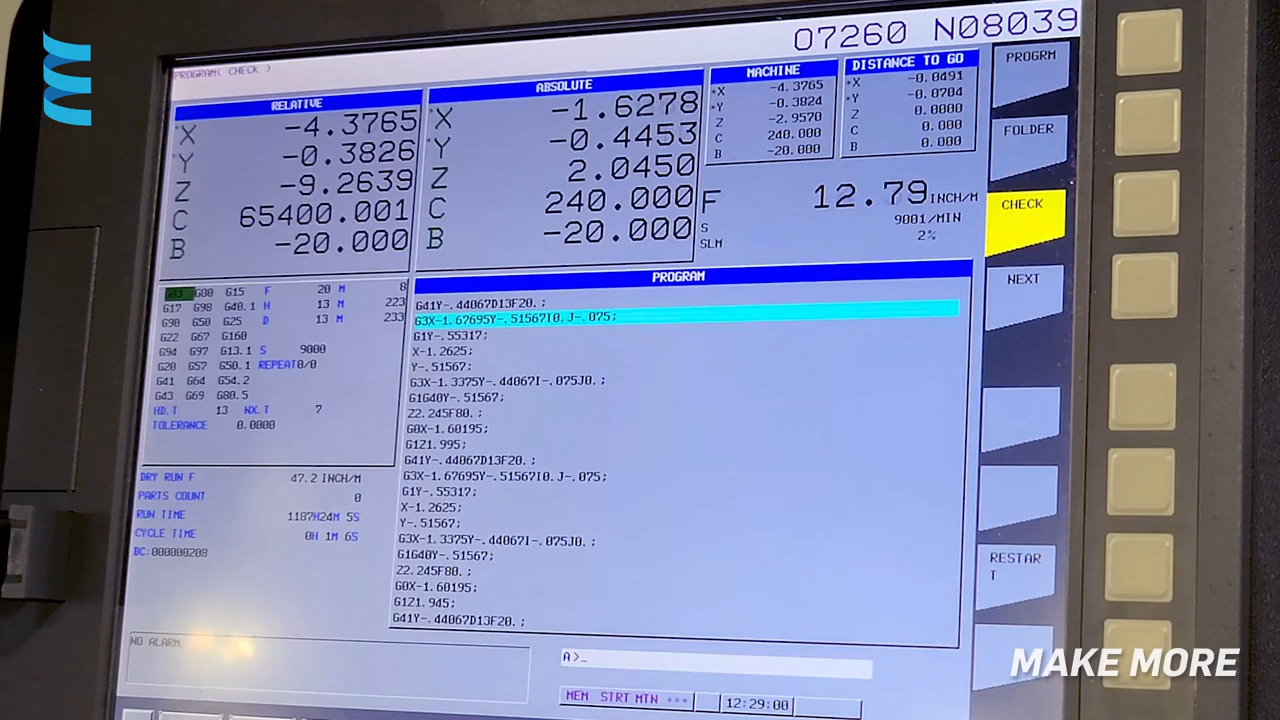 O7260 N08039
PROGRAM( CHECK )
RELATIVE
X -4.3765
Y -0.3826
Z -9.2639
C 65400.001
B -20.000
ABSOLUTE
X -1.6278
Y -0.4453
Z 2.0450
C 240.000
B -20.000
MACHINE
X -4.3765
Y -0.3824
Z -2.9570
C 240.000
B -20.000
DISTANCE TO GO
X -0.0491
Y -0.0704
Z 0.0000
C 0.000
B 0.000
F 12.79 INCH/M
S 9001/MIN
SLM 2%
G80 G15 F 20 M 8
G17 G98 G40.1 H 13 M 223
G90 G50 G25 D 13 M 233
G22 G67 G160
G94 G97 G13.1 S 9000
G20 G57 G50.1 REPEAT 0/0
G41 G64 G54.2
G43 G69 G80.5
HD.T 13 NX.T 7
TOLERANCE 0.0000
DRY RUN F 47.2 INCH/M
PARTS COUNT 0
RUN TIME 1187H24M 5S
CYCLE TIME 0H 1M 6S
BC:000000208
PROGRAM
G41Y-.44067D13F20.;
G3X-1.67695Y-.51567I0.J-.075;
G1Y-.55317;
X-1.2625;
Y-.51567;
G3X-1.3375Y-.44067I-.075J0.;
G1G40Y-.51567;
Z2.245F80.;
G0X-1.60195;
G1Z1.995;
G41Y-.44067D13F20.;
G3X-1.67695Y-.51567I0.J-.075;
G1Y-.55317;
X-1.2625;
Y-.51567;
G3X-1.3375Y-.44067I-.075J0.;
G1G40Y-.51567;
Z2.245F80.;
G0X-1.60195;
G1Z1.945;
G41Y-.44067D13F20.;
NO ALARM.
A>_
MEM STRT MTN *** 12:29:00
PROGRM
FOLDER
CHECK
NEXT
RESTAR
T
MAKE MORE